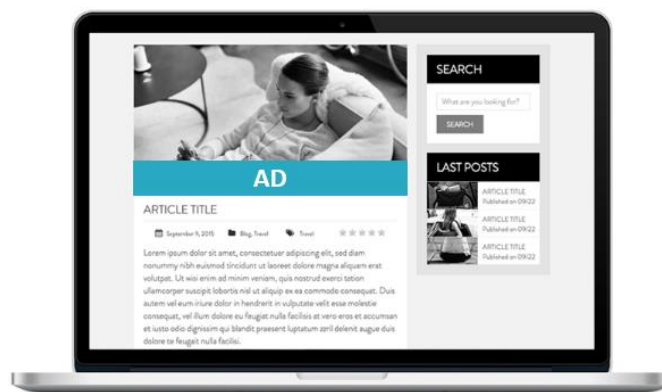 AD
ARTICLE TITLE
September 11, 2015 Blog, Travel Travel
Lorem ipsum dolor sit amet, consectetuer adipiscing elit, sed diam
nonummy nibh euismod tincidunt ut laoreet dolore magna aliquam erat
volutpat. Ut wisi enim ad minim veniam, quis nostrud exerci tation
ullamcorper suscipit lobortis nisl ut aliquip ex ea commodo consequat. Duis
autem vel eum iriure dolor in hendrerit in vulputate velit esse molestie
consequat, vel illum dolore eu feugiat nulla facilisis at vero eros et accumsan
et iusto odio dignissim qui blandit praesent luptatum zzril delenit augue duis
dolore te feugait nulla facilisi.
SEARCH
What are you looking for?
SEARCH
LAST POSTS
ARTICLE TITLE
Published on 09/22
ARTICLE TITLE
Published on 09/22
ARTICLE TITLE
Published on 09/22